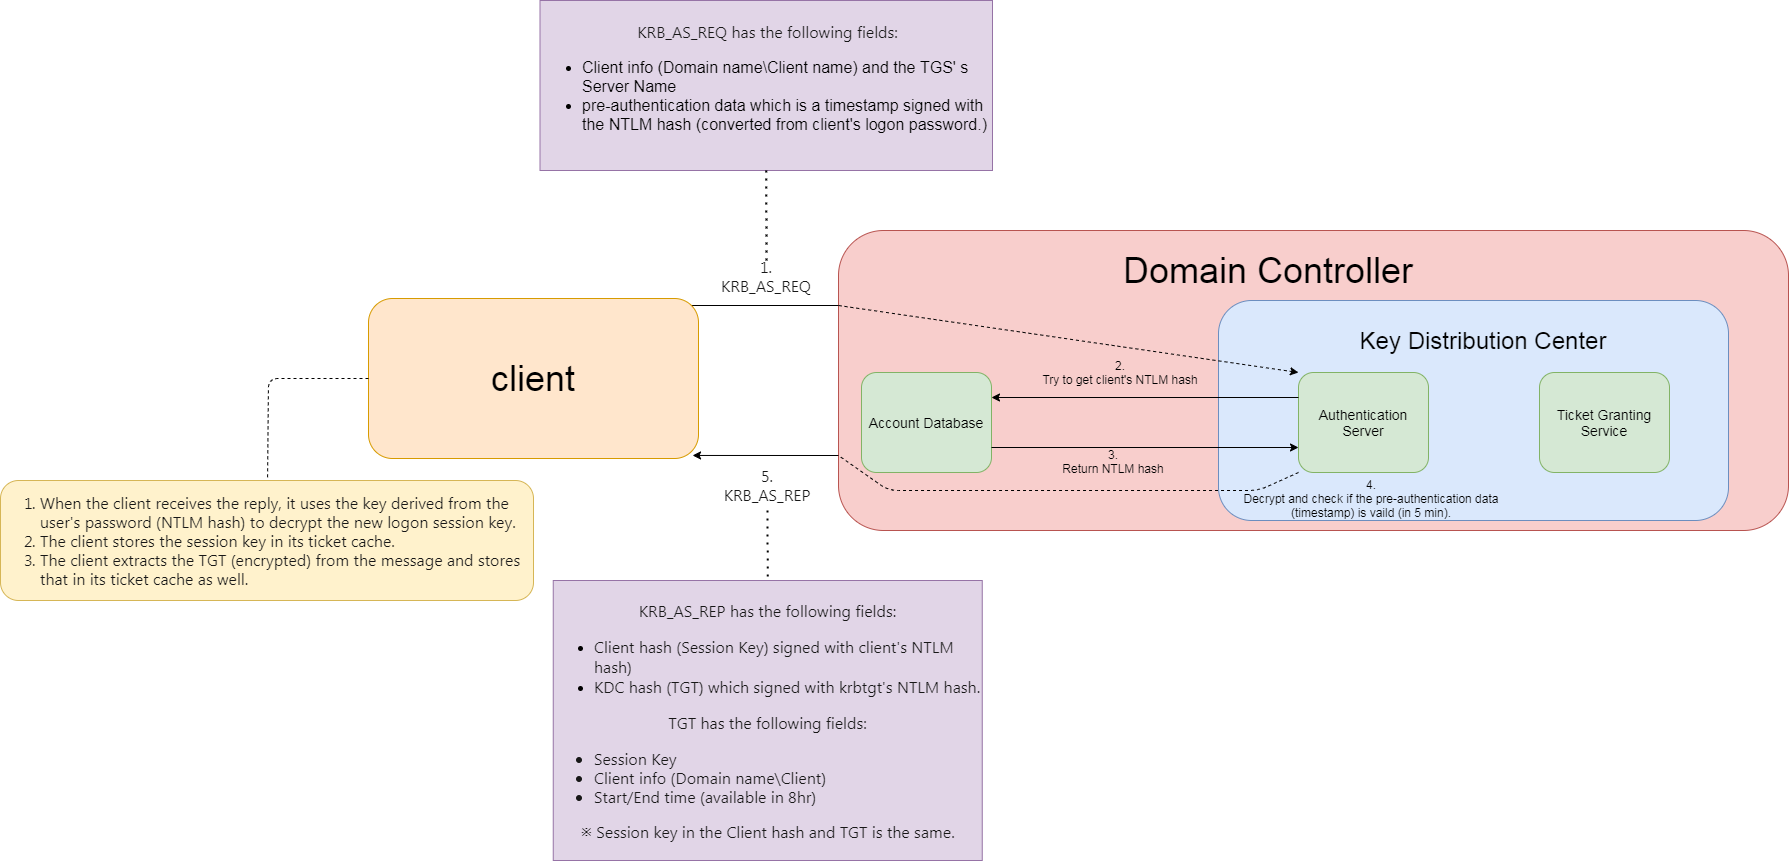 KRB_AS_REQ has the following fields:
• Client info (Domain name\Client name) and the TGS' s
Server Name
• pre-authentication data which is a timestamp signed with
the NTLM hash (converted from client's logon password.)
1.
KRB_AS_REQ
Domain Controller
Key Distribution Center
client
2.
Try to get client's NTLM hash
Account Database
Authentication
Server
Ticket Granting
Service
3.
Return NTLM hash
5.
KRB_AS_REP
4.
Decrypt and check if the pre-authentication data
(timestamp) is vaild (in 5 min).
1. When the client receives the reply, it uses the key derived from the
user's password (NTLM hash) to decrypt the new logon session key.
2. The client stores the session key in its ticket cache.
3. The client extracts the TGT (encrypted) from the message and stores
that in its ticket cache as well.
KRB_AS_REP has the following fields:
• Client hash (Session Key) signed with client's NTLM
hash)
• KDC hash (TGT) which signed with krbtgt's NTLM hash.
TGT has the following fields:
• Session Key
• Client info (Domain name\Client)
• Start/End time (available in 8hr)
※ Session key in the Client hash and TGT is the same.